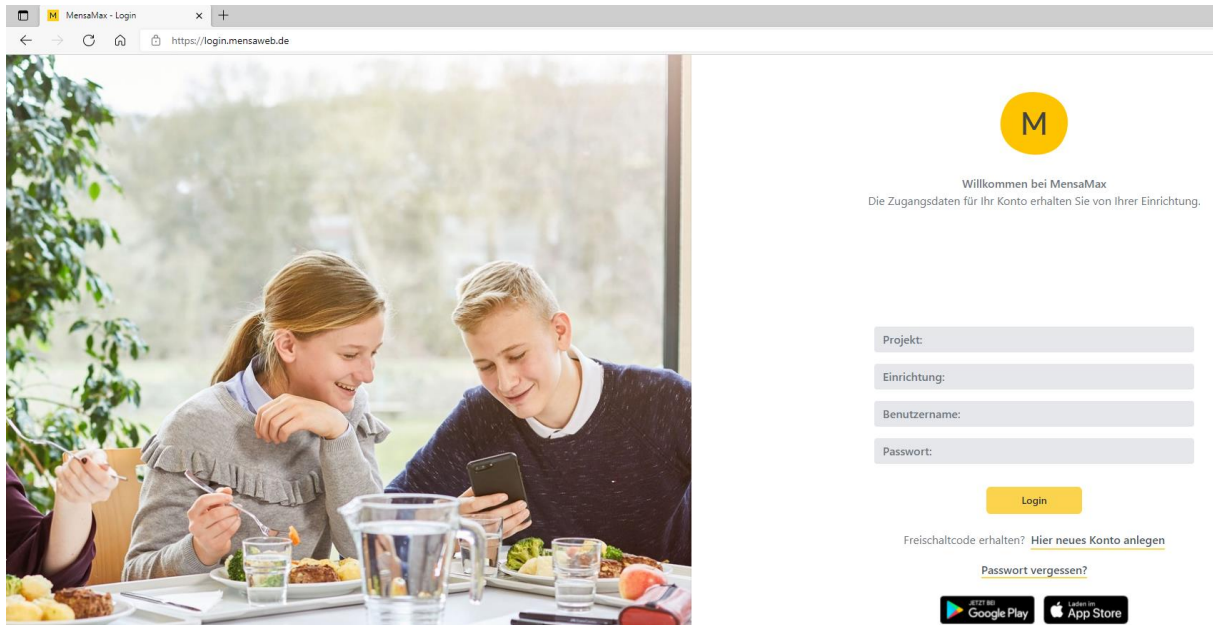 M MensaMax - Login
https://login.mensaweb.de
M
Willkommen bei MensaMax
Die Zugangsdaten für Ihr Konto erhalten Sie von Ihrer Einrichtung.
Projekt:
Einrichtung:
Benutzername:
Passwort:
Login
Freischaltcode erhalten? Hier neues Konto anlegen
Passwort vergessen?
JETZT BEI
Google Play
Laden im
App Store